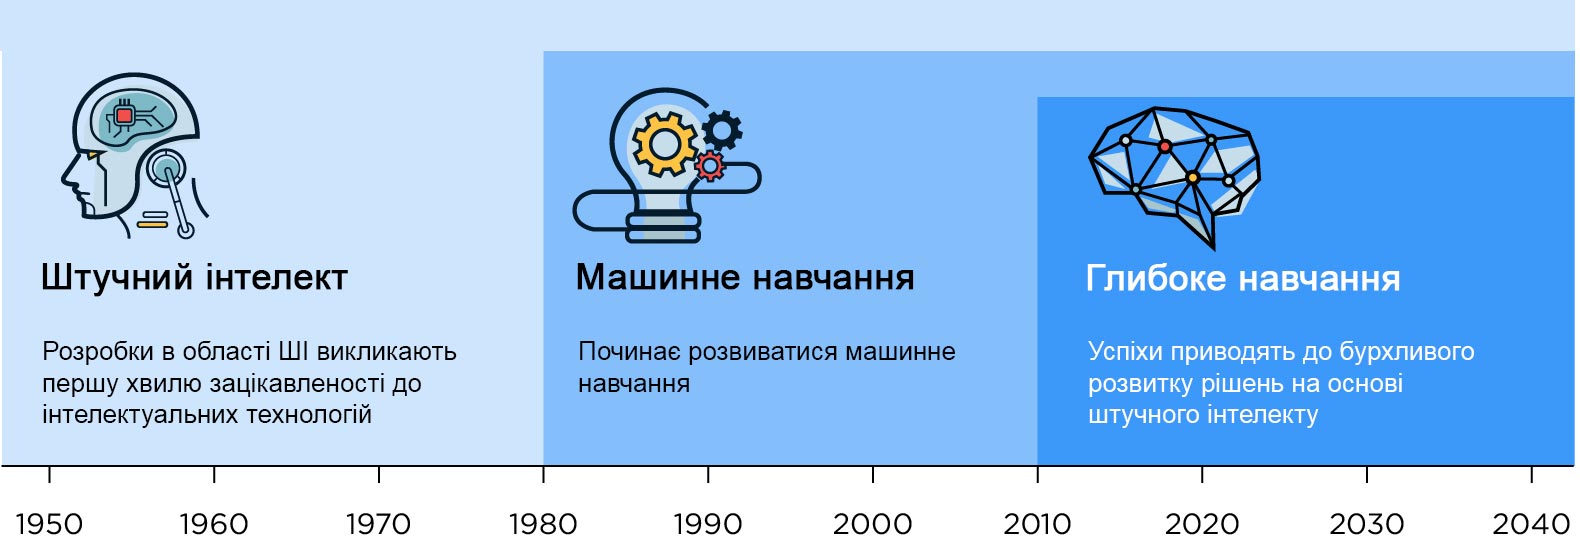 Штучний інтелект
Розробки в області ШІ викликають
першу хвилю зацікавленості до
інтелектуальних технологій
Машинне навчання
Починає розвиватися машинне
навчання
Глибоке навчання
Успіхи приводять до бурхливого
розвитку рішень на основі
штучного інтелекту
1950 1960 1970 1980 1990 2000 2010 2020 2030 2040